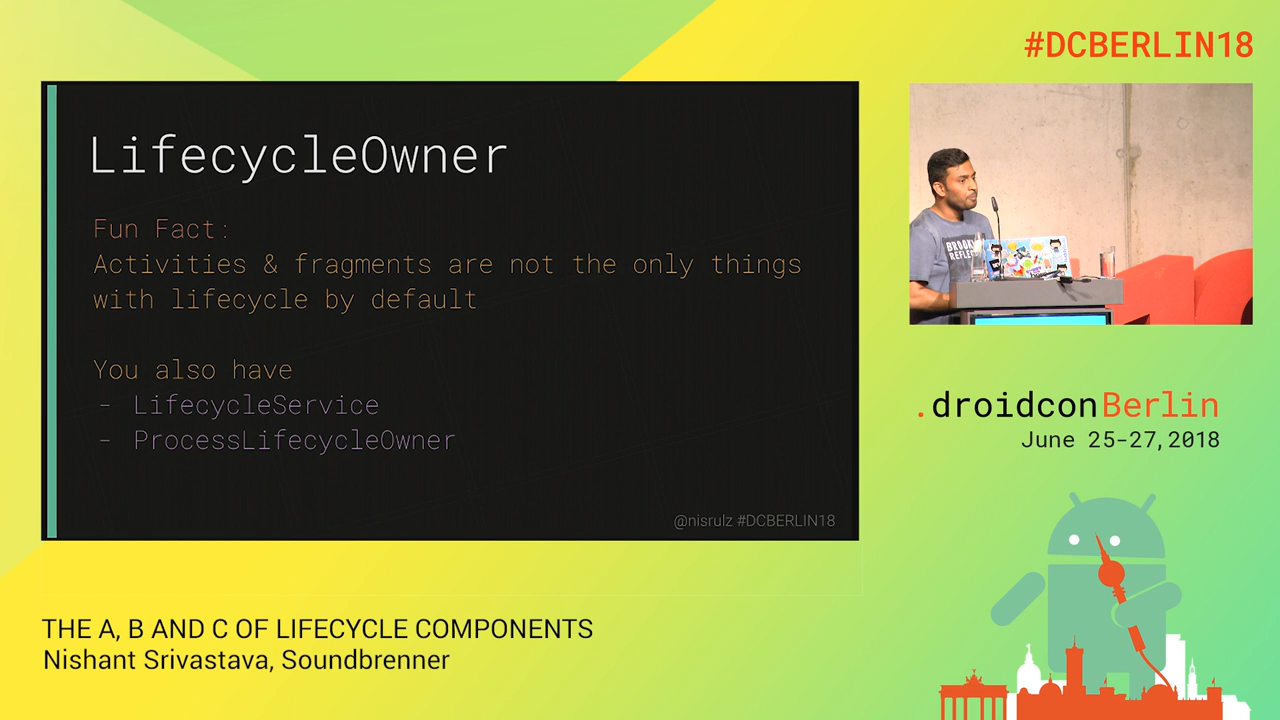 #DCBERLIN18
LifecycleOwner
Fun Fact:
Activities & fragments are not the only things
with lifecycle by default
You also have
- LifecycleService
- ProcessLifecycleOwner
@nisrulz #DCBERLIN18
.droidconBerlin
June 25-27, 2018
THE A, B AND C OF LIFECYCLE COMPONENTS
Nishant Srivastava, Soundbrenner